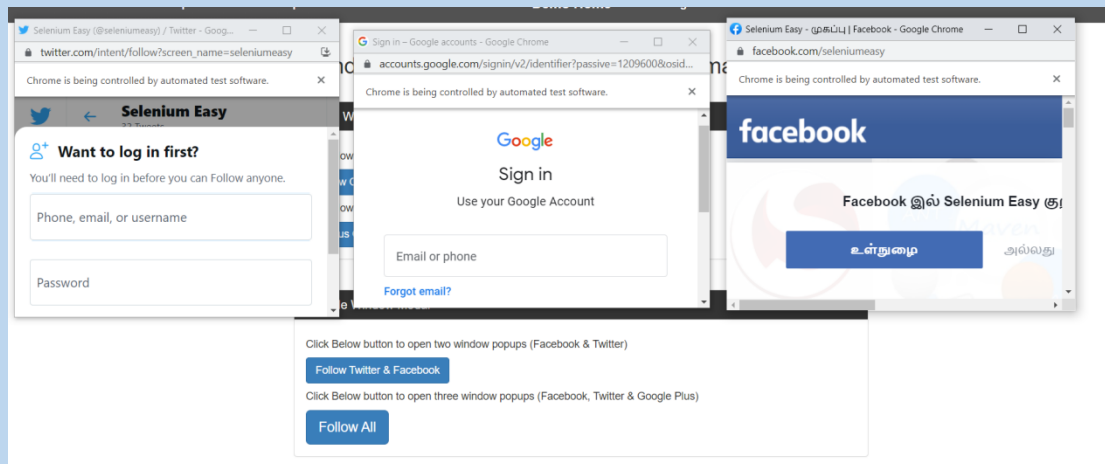 Demo Home
Selenium Easy (@seleniumeasy) / Twitter - Goog...
twitter.com/intent/follow?screen_name=seleniumeasy
Chrome is being controlled by automated test software.
Selenium Easy
Want to log in first?
You'll need to log in before you can Follow anyone.
Phone, email, or username
Password
Sign in – Google accounts - Google Chrome
accounts.google.com/signin/v2/identifier?passive=1209600&osid...
Chrome is being controlled by automated test software.
Google
Sign in
Use your Google Account
Email or phone
Forgot email?
Selenium Easy - முகப்பு | Facebook - Google Chrome
facebook.com/seleniumeasy
Chrome is being controlled by automated test software.
facebook
Facebook இல் Selenium Easy
உள்நுழை
அல்லது
Click Below button to open two window popups (Facebook & Twitter)
Follow Twitter & Facebook
Click Below button to open three window popups (Facebook, Twitter & Google Plus)
Follow All